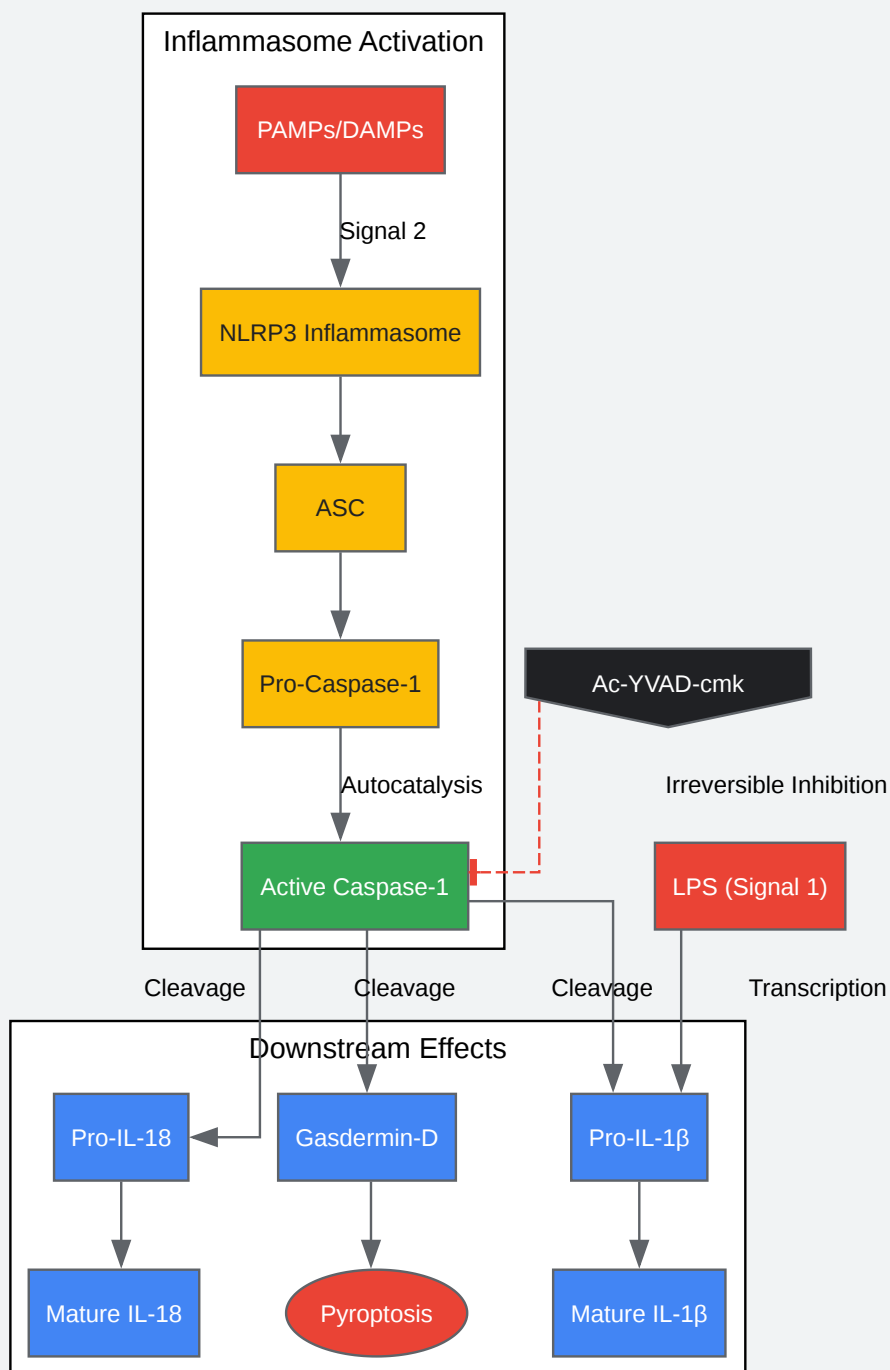 Inflammasome Activation
PAMPs/DAMPs
Signal 2
NLRP3 Inflammasome
ASC
Pro-Caspase-1
Ac-YVAD-cmk
Autocatalysis
Irreversible Inhibition
Active Caspase-1
LPS (Signal 1)
Cleavage
Cleavage
Cleavage
Transcription
Downstream Effects
Pro-IL-18
Gasdermin-D
Pro-IL-1β
Mature IL-18
Pyroptosis
Mature IL-1β